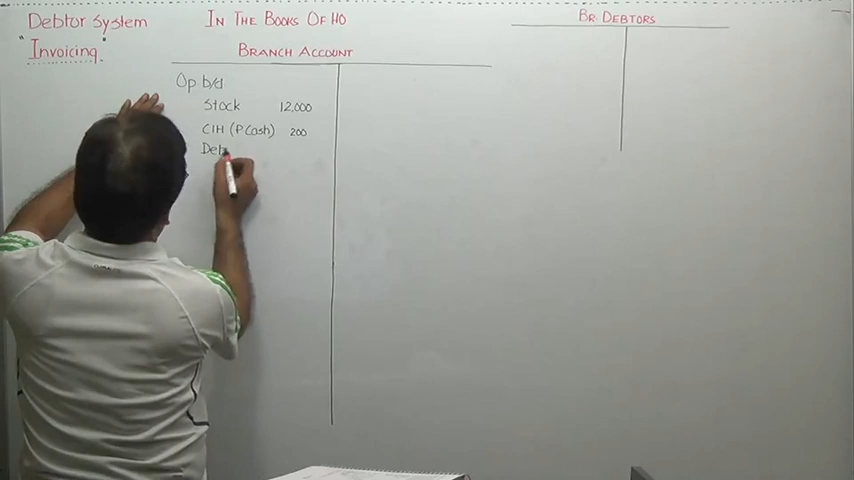 Debtor System
"Invoicing"
In The Books Of HO
Branch Account
Op b/d
Stock 12,000
CIH (P Cash) 200
Deb
Br. Debtors